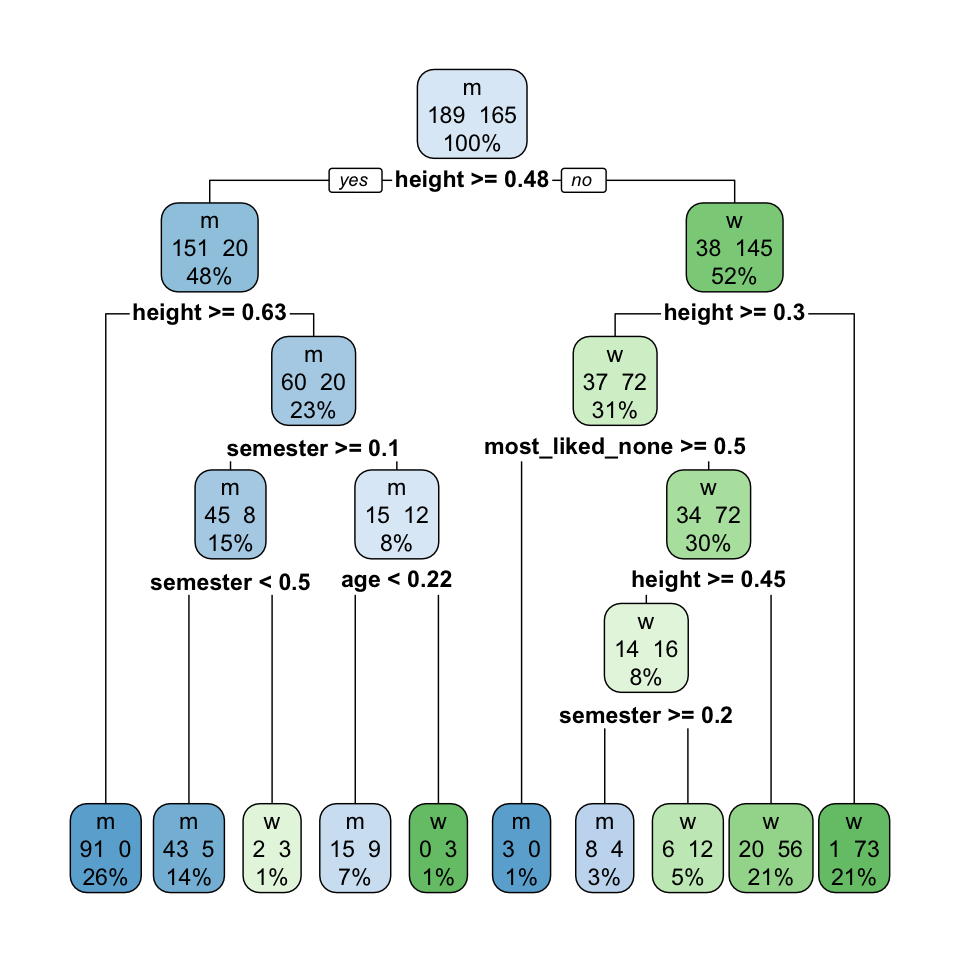 m
189 165
100%
yes height >= 0.48 no
m
151 20
48%
w
38 145
52%
height >= 0.63
height >= 0.3
m
60 20
23%
w
37 72
31%
semester >= 0.1
most_liked_none >= 0.5
m
45 8
15%
m
15 12
8%
w
34 72
30%
semester < 0.5
age < 0.22
height >= 0.45
w
14 16
8%
semester >= 0.2
m
91 0
26%
m
43 5
14%
w
2 3
1%
m
15 9
7%
w
0 3
1%
m
3 0
1%
m
8 4
3%
w
6 12
5%
w
20 56
21%
w
1 73
21%